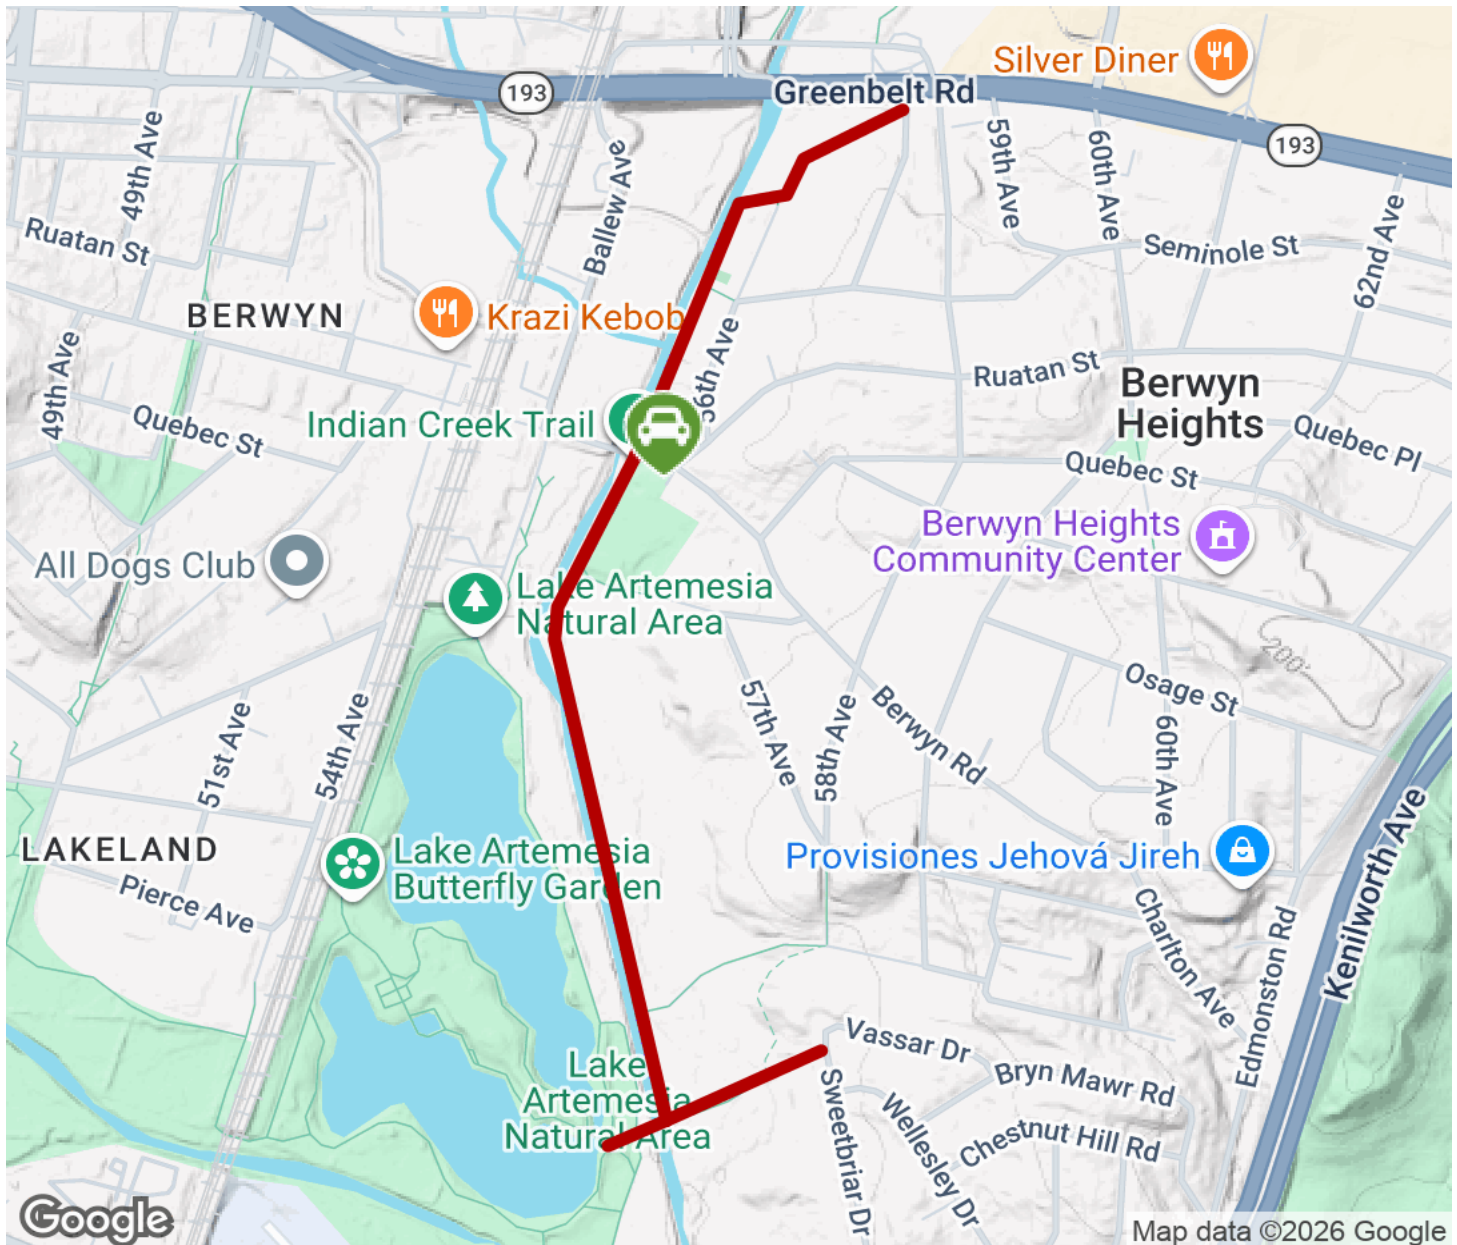 Silver Diner
193
Greenbelt Rd
193
49th Ave
59th Ave
60th Ave
Ballew Ave
Ruatan St
Seminole St
62nd Ave
BERWYN
Krazi Kebob
56th Ave
49th Ave
Ruatan St
Berwyn
Heights
Quebec St
Indian Creek Trail
Quebec Pl
Quebec St
Berwyn Heights
Community Center
All Dogs Club
Lake Artemesia
Natural Area
200'
Osage St
57th Ave
58th Ave
Berwyn Rd
60th Ave
51st Ave
54th Ave
Kenilworth Ave
LAKELAND
Lake Artemesia
Butterfly Garden
Provisiones Jehová Jireh
Pierce Ave
Charlton Ave
Edmonston Rd
Vassar Dr
Lake
Artemesia
Natural Area
Bryn Mawr Rd
Sweetbriar Dr
Wellesley Dr
Chestnut Hill Rd
Google
Map data ©2026 Google